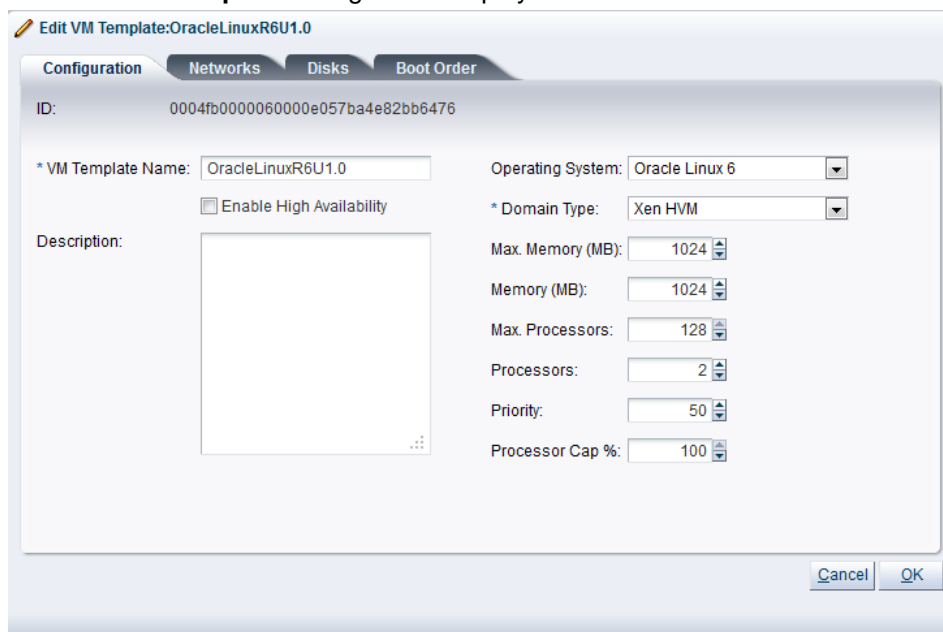 Edit VM Template:OracleLinuxR6U1.0
Configuration Networks Disks Boot Order
ID: 0004fb0000060000e057ba4e82bb6476
* VM Template Name: OracleLinuxR6U1.0
Enable High Availability
Description:
Operating System: Oracle Linux 6
* Domain Type: Xen HVM
Max. Memory (MB): 1024
Memory (MB): 1024
Max. Processors: 128
Processors: 2
Priority: 50
Processor Cap %: 100
Cancel OK